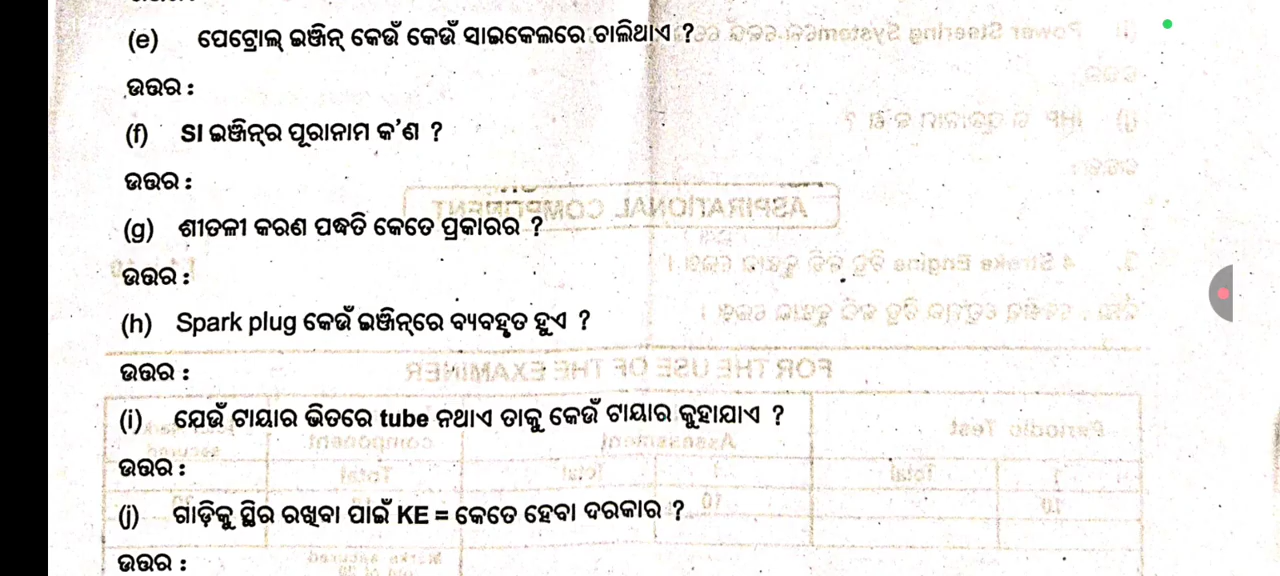 (e) ପେଟ୍ରୋଲ୍ ଇଞ୍ଜିନ୍ କେଉଁ କେଉଁ ସାଇକେଲରେ ଚାଲିଥାଏ ?
ଉତ୍ତର :
(f) SI ଇଞ୍ଜିନ୍‌ର ପୂରାନାମ କ'ଣ ?
ଉତ୍ତର :
(g) ଶୀତଳୀ କରଣ ପଦ୍ଧତି କେତେ ପ୍ରକାରର ?
ଉତ୍ତର :
(h) Spark plug କେଉଁ ଇଞ୍ଜିନ୍‌ରେ ବ୍ୟବହୃତ ହୁଏ ?
ଉତ୍ତର :
(i) ଯେଉଁ ଟାୟାର ଭିତରେ tube ନଥାଏ ତାକୁ କେଉଁ ଟାୟାର କୁହାଯାଏ ?
ଉତ୍ତର :
(j) ଗାଡ଼ିକୁ ସ୍ଥିର ରଖିବା ପାଇଁ KE = କେତେ ହେବା ଦରକାର ?
ଉତ୍ତର :